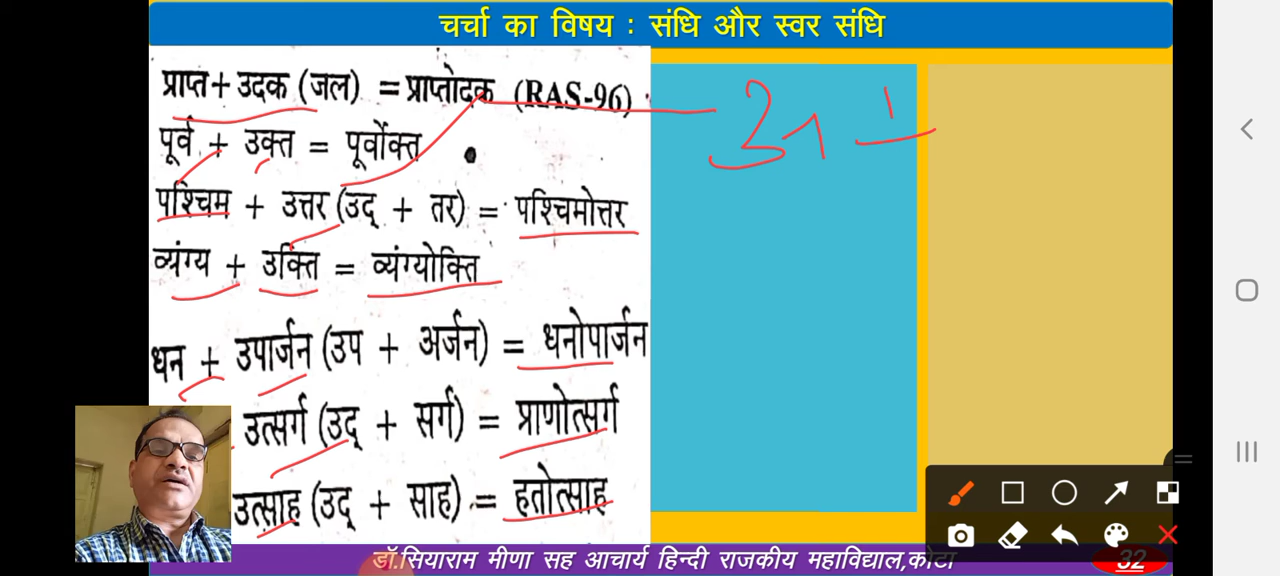 चर्चा का विषय : संधि और स्वर संधि
प्राप्त + उदक (जल) = प्राप्तोदक (RAS-96)
पूर्व + उक्त = पूर्वोक्त
पश्चिम + उत्तर (उद् + तर) = पश्चिमोत्तर
व्यंग्य + उक्ति = व्यंग्योक्ति
धन + उपार्जन (उप + अर्जन) = धनोपार्जन
उत्सर्ग (उद् + सर्ग) = प्राणोत्सर्ग
उत्साह (उद् + साह) = हतोत्साह
डॉ.सियाराम मीणा सह आचार्य हिन्दी राजकीय महाविद्याल,कोटा
32